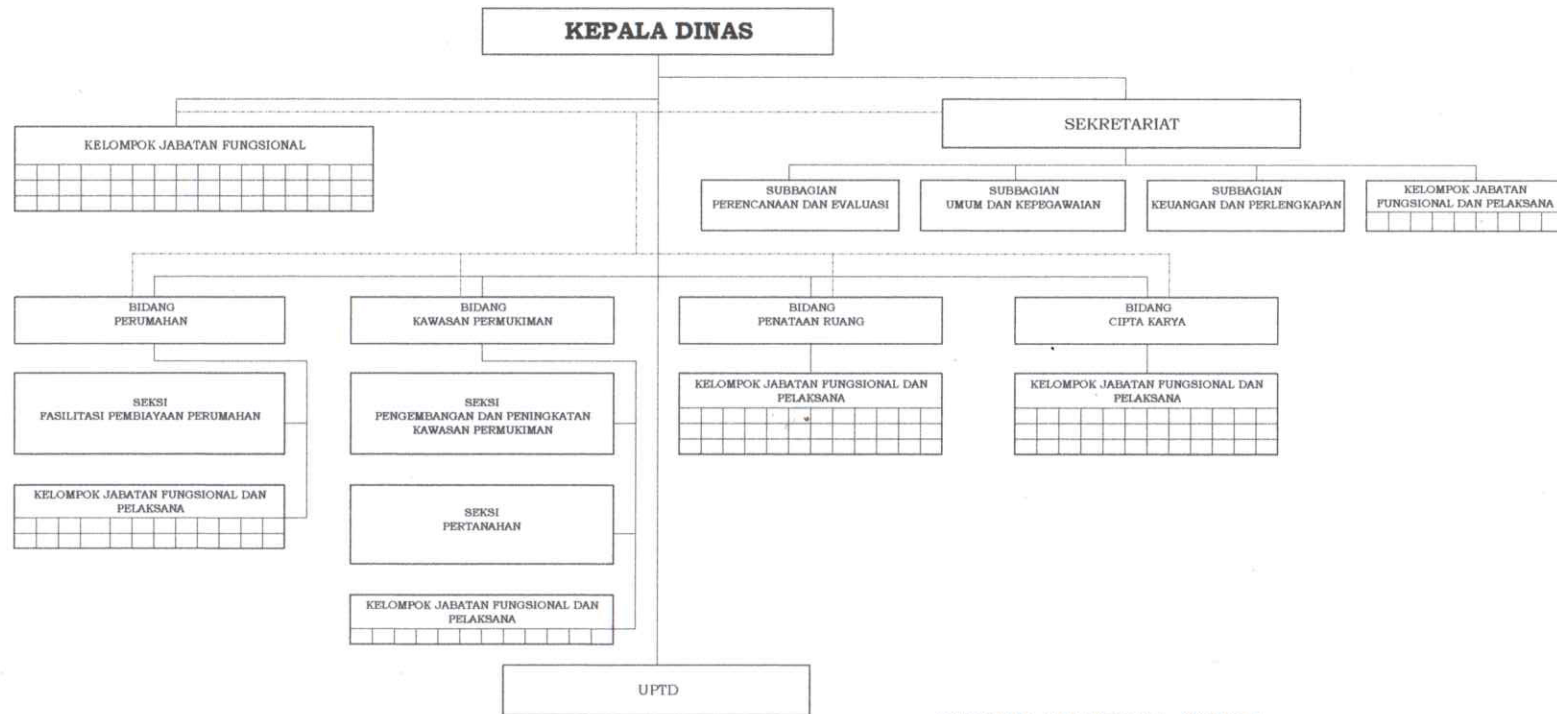 KEPALA DINAS
SEKRETARIAT
KELOMPOK JABATAN FUNGSIONAL
SUBBAGIAN
PERENCANAAN DAN EVALUASI
SUBBAGIAN
UMUM DAN KEPEGAWAIAN
SUBBAGIAN
KEUANGAN DAN PERLENGKAPAN
KELOMPOK JABATAN
FUNGSIONAL DAN PELAKSANA
BIDANG
PERUMAHAN
BIDANG
KAWASAN PERMUKIMAN
BIDANG
PENATAAN RUANG
BIDANG
CIPTA KARYA
SEKSI
FASILITASI PEMBIAYAAN PERUMAHAN
SEKSI
PENGEMBANGAN DAN PENINGKATAN
KAWASAN PERMUKIMAN
KELOMPOK JABATAN FUNGSIONAL DAN
PELAKSANA
KELOMPOK JABATAN FUNGSIONAL DAN
PELAKSANA
KELOMPOK JABATAN FUNGSIONAL DAN
PELAKSANA
SEKSI
PERTANAHAN
KELOMPOK JABATAN FUNGSIONAL DAN
PELAKSANA
UPTD